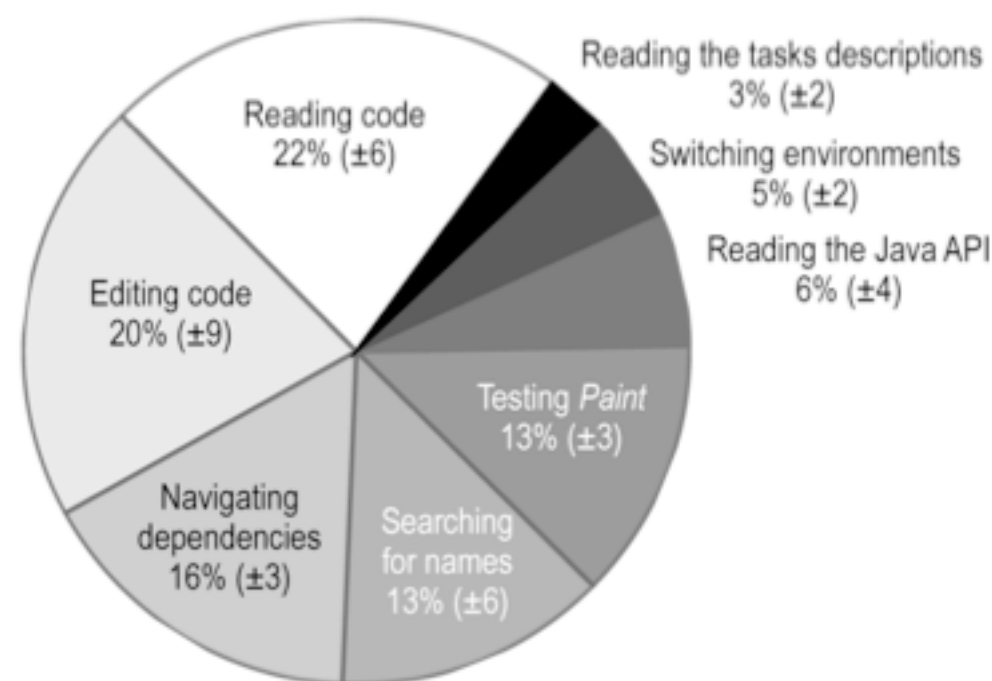 Reading the tasks descriptions
3% (±2)
Reading code
22% (±6)
Switching environments
5% (±2)
Reading the Java API
6% (±4)
Editing code
20% (±9)
Testing Paint
13% (±3)
Navigating
dependencies
16% (±3)
Searching
for names
13% (±6)